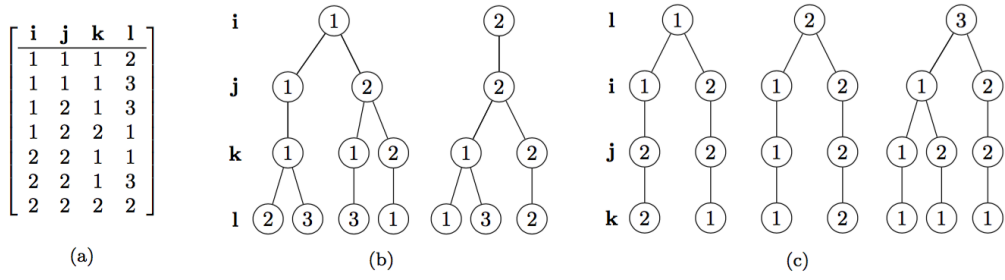 i j k l
1 1 1 2
1 1 1 3
1 2 1 3
1 2 2 1
2 2 1 1
2 2 1 3
2 2 2 2
(a)
i 1 2
j 1 2 2
k 1 1 2 1 2
l 2 3 3 1 1 3 2
(b)
l 1 2 3
i 1 2 1 2 1 2
j 2 2 1 2 1 2 2
k 2 1 1 2 1 1 1
(c)